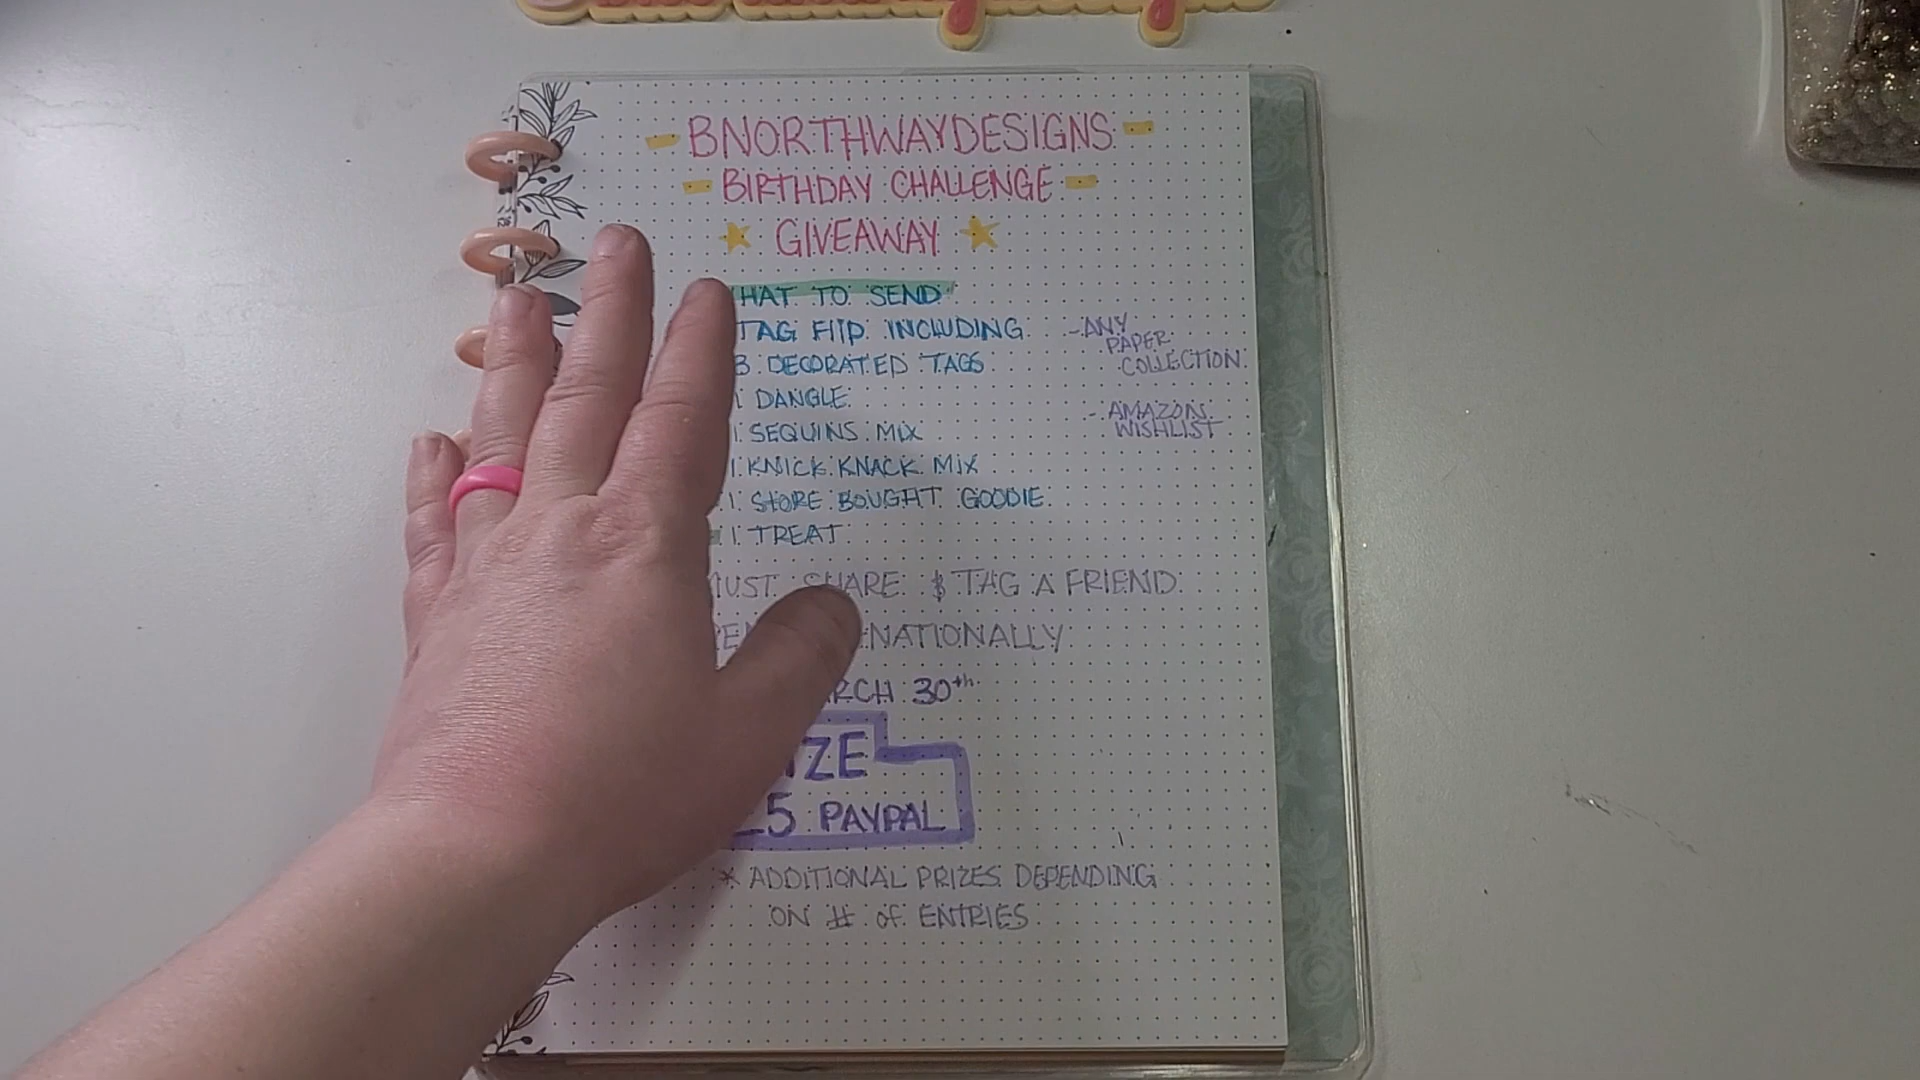 BNORTHWAYDESIGNS
BIRTHDAY CHALLENGE
GIVEAWAY
HAT TO SEND
TAG FLIP INCLUDING
3 DECORATED TAGS
1 DANGLE
1 SEQUINS MIX
1 KNICK KNACK MIX
1 STORE BOUGHT GOODIE
1 TREAT
- ANY
PAPER
COLLECTION
- AMAZON
WISHLIST
UST SHARE & TAG A FRIEND
NATIONALLY
RCH 30th
ZE
5 PAYPAL
* ADDITIONAL PRIZES DEPENDING
ON # of ENTRIES